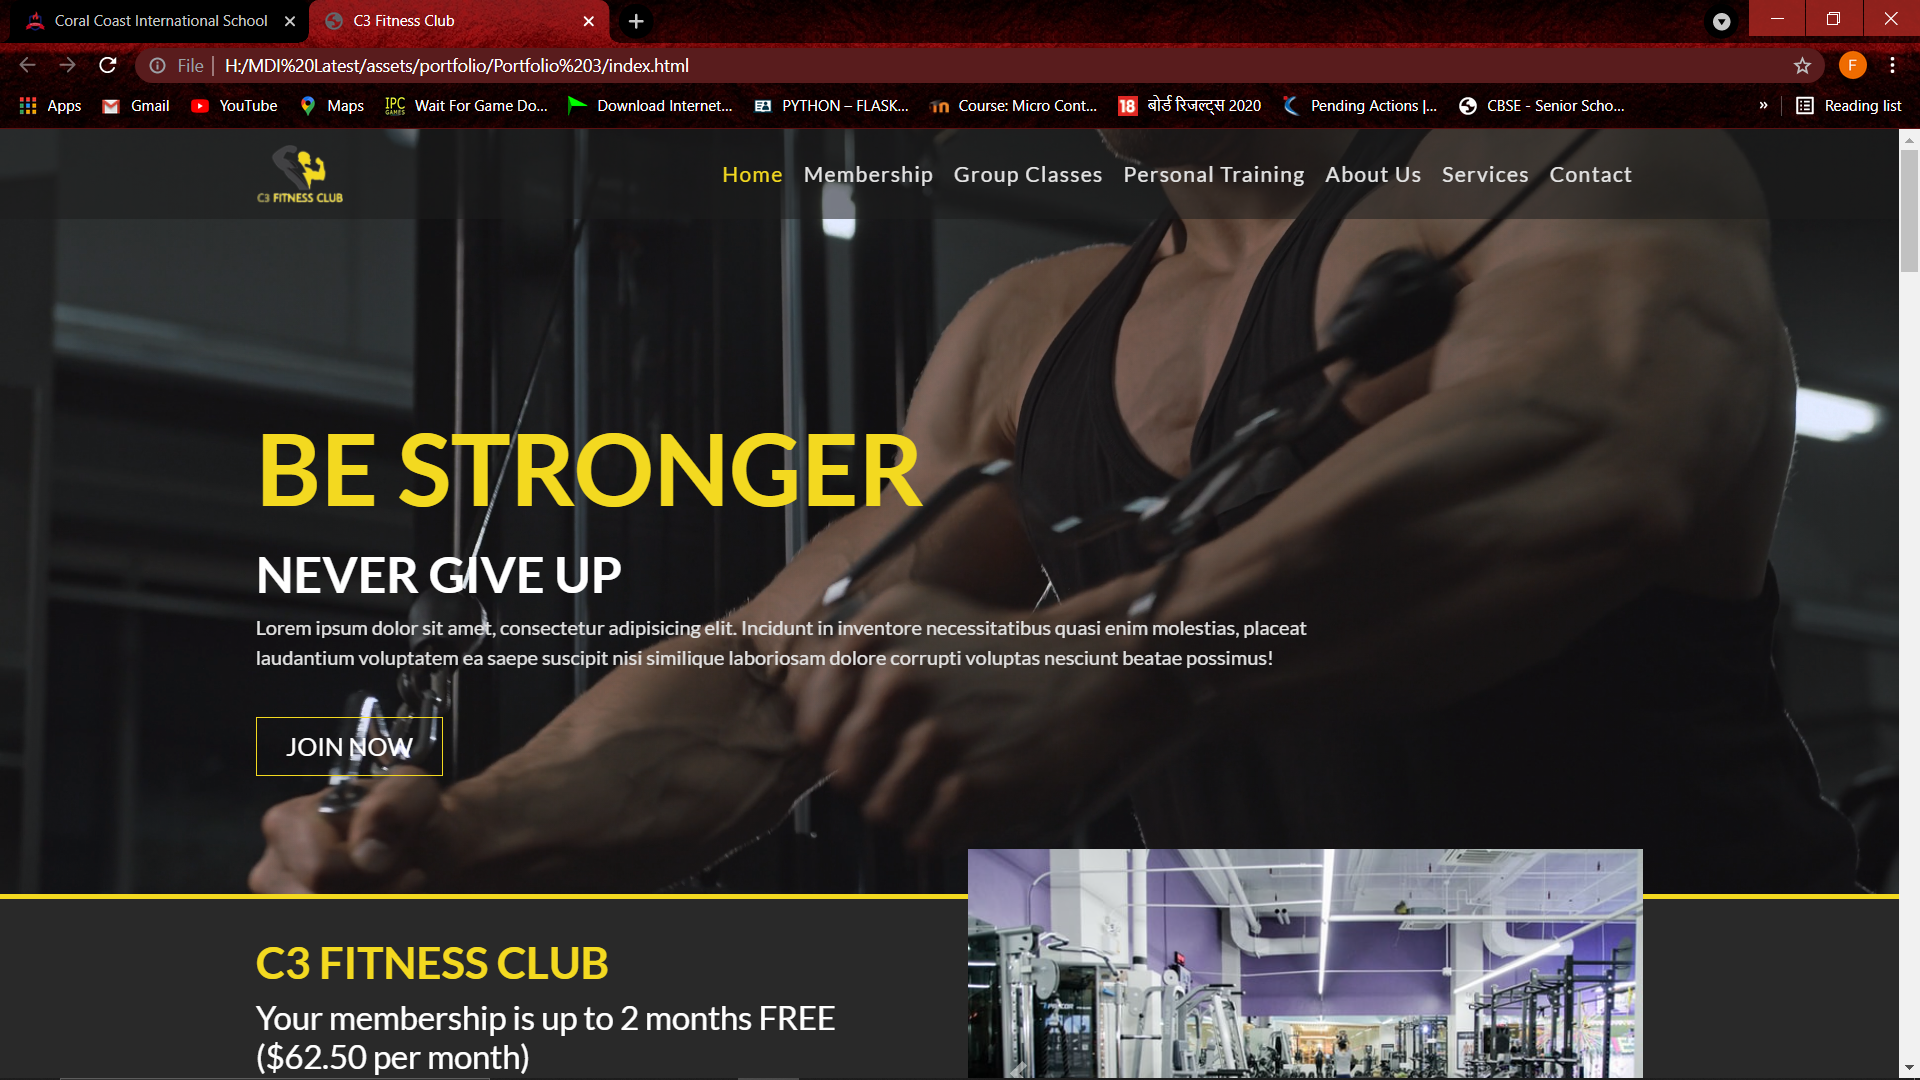 Coral Coast International School
C3 Fitness Club
File | H:/MDI%20Latest/assets/portfolio/Portfolio%203/index.html
F
Apps Gmail YouTube Maps IPC GAMES Wait For Game Do... Download Internet... PYTHON – FLASK... Course: Micro Cont... 18 बोर्ड रिजल्ट्स 2020 Pending Actions |... CBSE - Senior Scho... » Reading list
C3 FITNESS CLUB
Home Membership Group Classes Personal Training About Us Services Contact
BE STRONGER
NEVER GIVE UP
Lorem ipsum dolor sit amet, consectetur adipisicing elit. Incidunt in inventore necessitatibus quasi enim molestias, placeat
laudantium voluptatem ea saepe suscipit nisi similique laboriosam dolore corrupti voluptas nesciunt beatae possimus!
JOIN NOW
C3 FITNESS CLUB
Your membership is up to 2 months FREE
($62.50 per month)